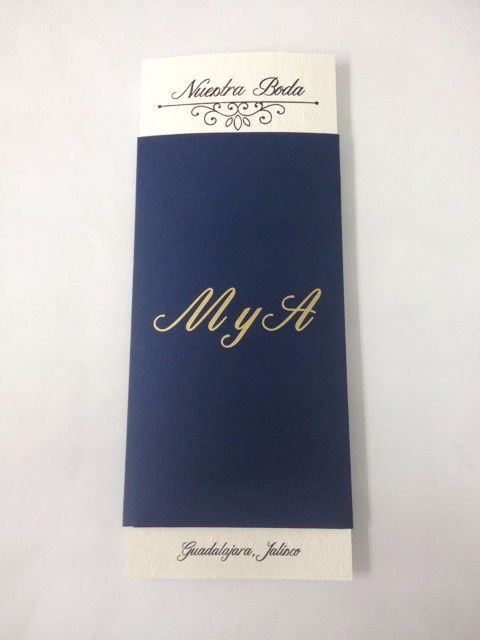 Nuestra Boda
M y A
Guadalajara, Jalisco